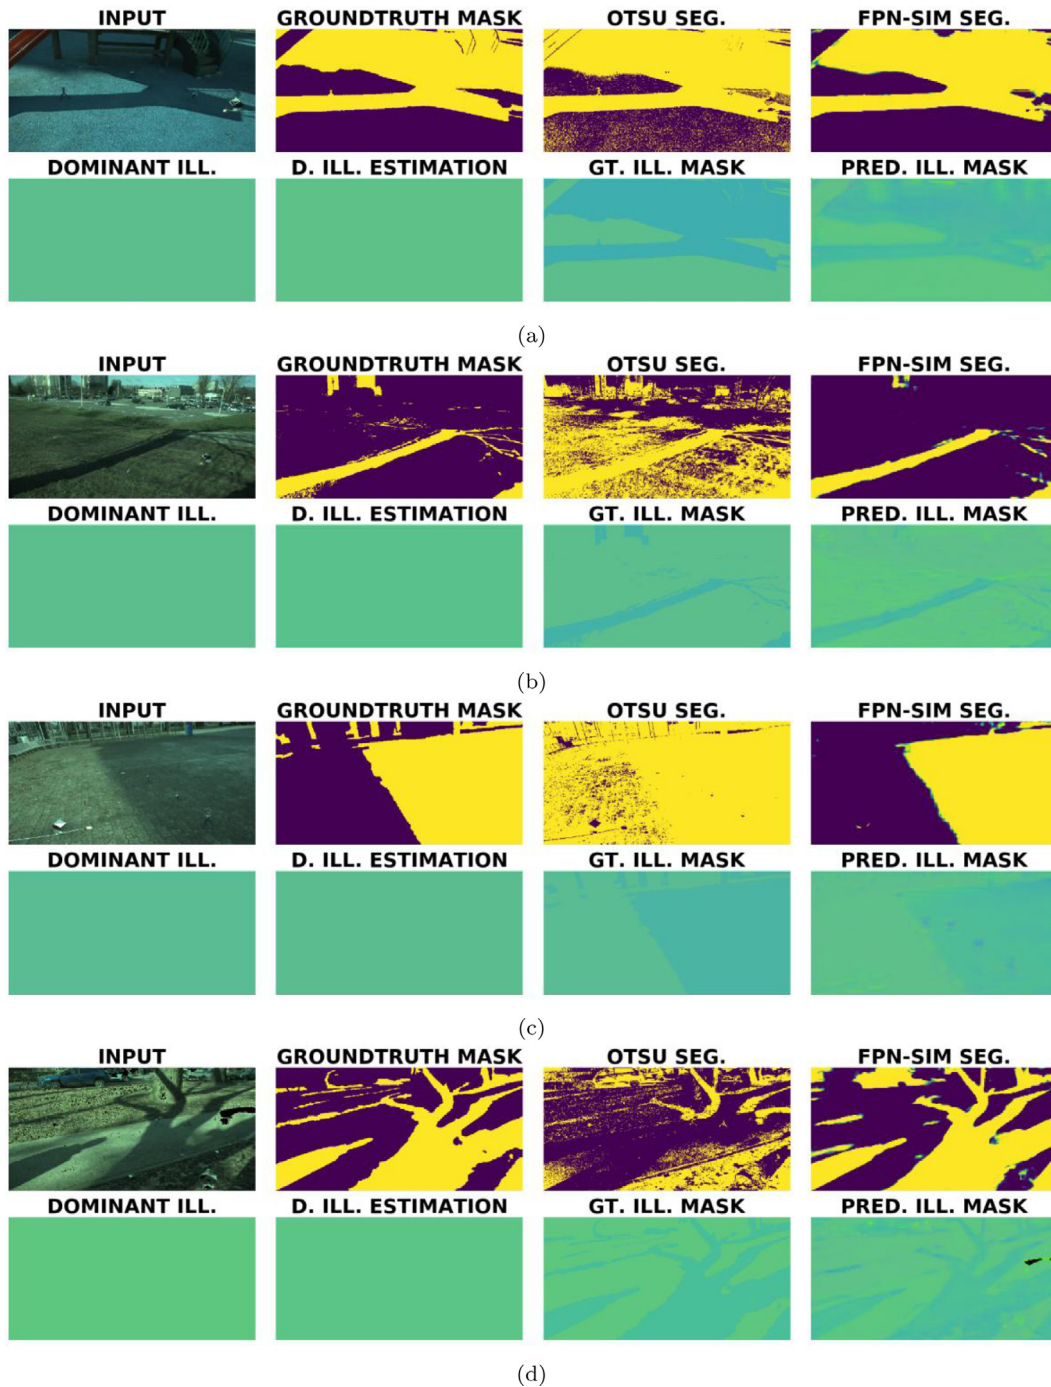 INPUT GROUNDTRUTH MASK OTSU SEG. FPN-SIM SEG.
DOMINANT ILL. D. ILL. ESTIMATION GT. ILL. MASK PRED. ILL. MASK
(a)
INPUT GROUNDTRUTH MASK OTSU SEG. FPN-SIM SEG.
DOMINANT ILL. D. ILL. ESTIMATION GT. ILL. MASK PRED. ILL. MASK
(b)
INPUT GROUNDTRUTH MASK OTSU SEG. FPN-SIM SEG.
DOMINANT ILL. D. ILL. ESTIMATION GT. ILL. MASK PRED. ILL. MASK
(c)
INPUT GROUNDTRUTH MASK OTSU SEG. FPN-SIM SEG.
DOMINANT ILL. D. ILL. ESTIMATION GT. ILL. MASK PRED. ILL. MASK
(d)